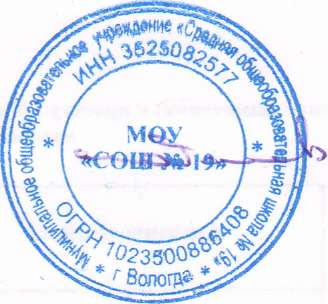 Муниципальное общеобразовательное учреждение «Средняя общеобразовательная школа № 19»
* г Вологда *
ИНН 3525082577
ОГРН 1023500886408
МОУ
«СОШ № 19»